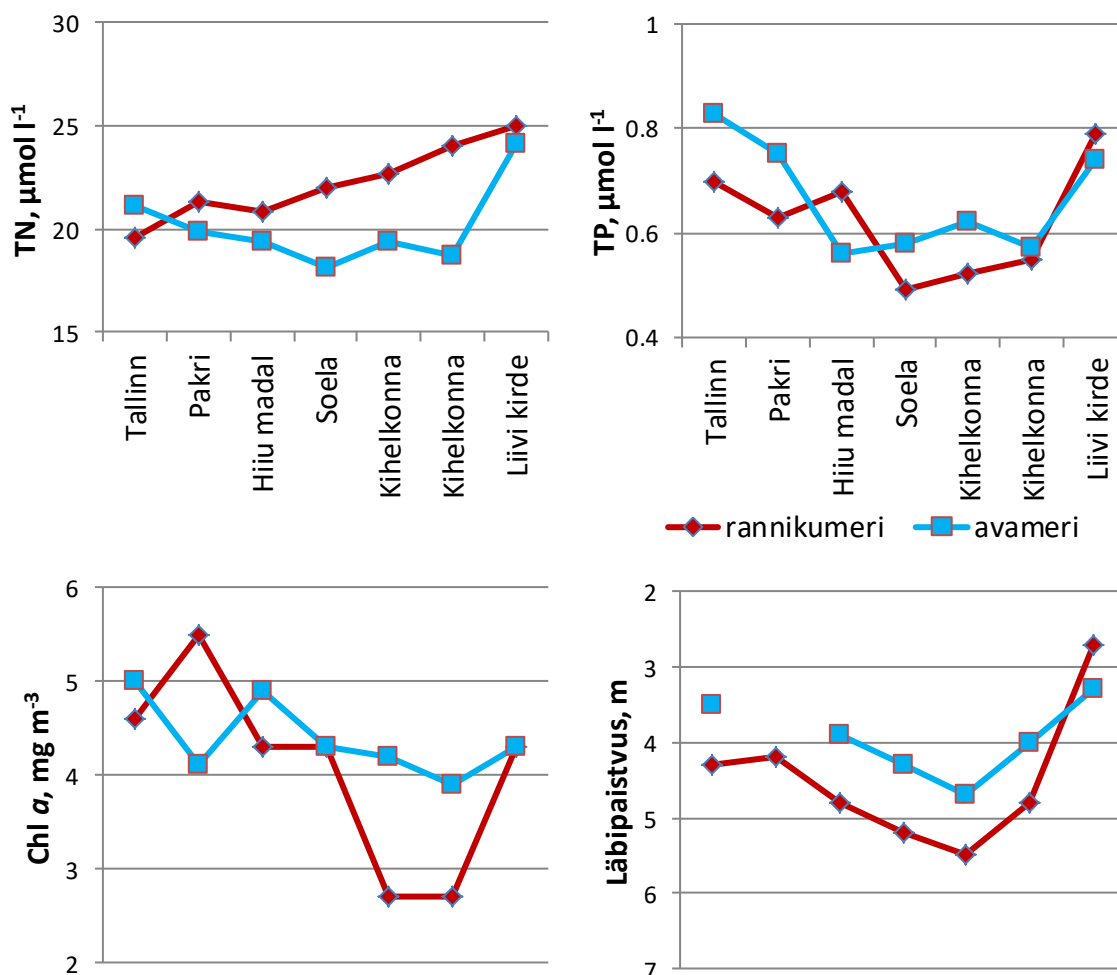 TN, µmol l-1
30
25
20
15
Tallinn
Pakri
Hiiu madal
Soela
Kihelkonna
Kihelkonna
Liivi kirde
TP, µmol l-1
1
0.8
0.6
0.4
Tallinn
Pakri
Hiiu madal
Soela
Kihelkonna
Kihelkonna
Liivi kirde
rannikumeri avameri
Chl a, mg m-3
6
5
4
3
2
Läbipaistvus, m
2
3
4
5
6
7